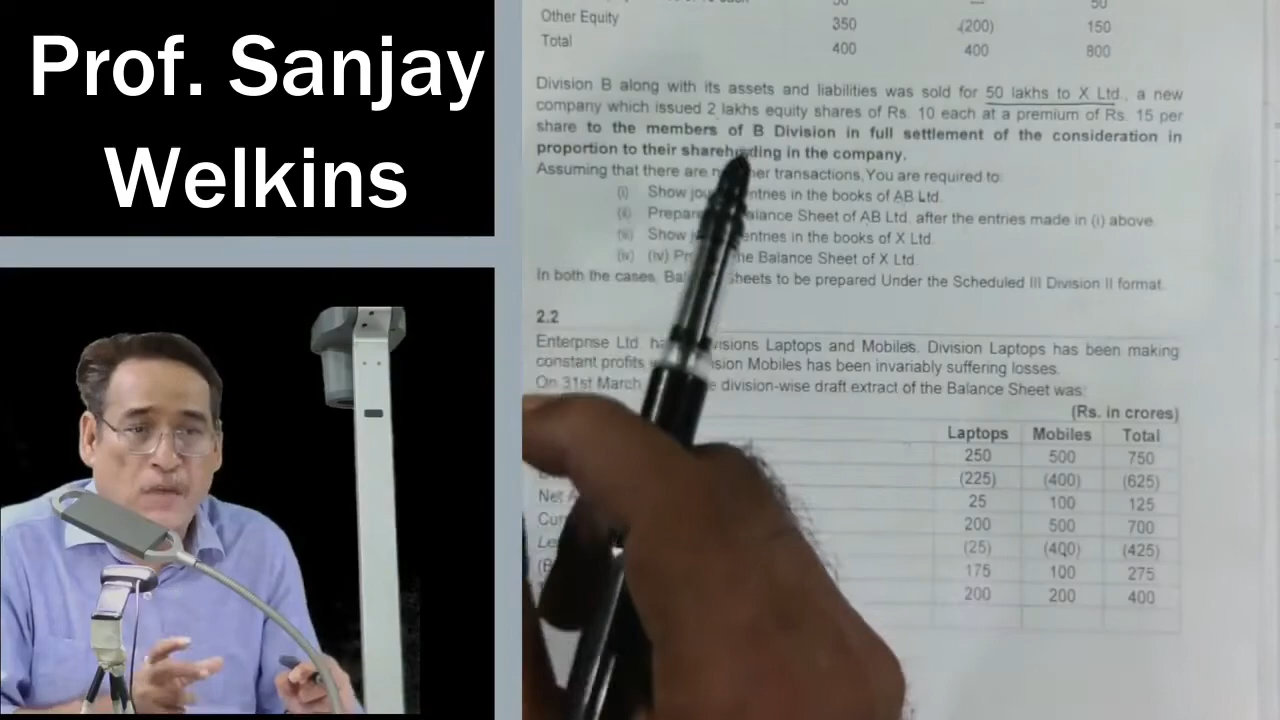 Prof. Sanjay
Welkins
50
50
Other Equity 350 (200) 150
Total 400 400 800
Division B along with its assets and liabilities was sold for 50 lakhs to X Ltd., a new
company which issued 2 lakhs equity shares of Rs. 10 each at a premium of Rs. 15 per
share to the members of B Division in full settlement of the consideration in
proportion to their shareholding in the company.
Assuming that there are no other transactions, You are required to:
(i) Show journal entries in the books of AB Ltd.
(ii) Prepare Balance Sheet of AB Ltd. after the entries made in (i) above.
(iii) Show entries in the books of X Ltd.
(iv) (iv) the Balance Sheet of X Ltd.
In both the cases, Sheets to be prepared Under the Scheduled III Division II format.
2.2
Enterprise Ltd. Laptops and Mobiles. Division Laptops has been making
constant profits Mobiles has been invariably suffering losses.
On 31st March division-wise draft extract of the Balance Sheet was:
(Rs. in crores)
Laptops Mobiles Total
250 500 750
(225) (400) (625)
Net 25 100 125
200 500 700
(25) (400) (425)
175 100 275
200 200 400